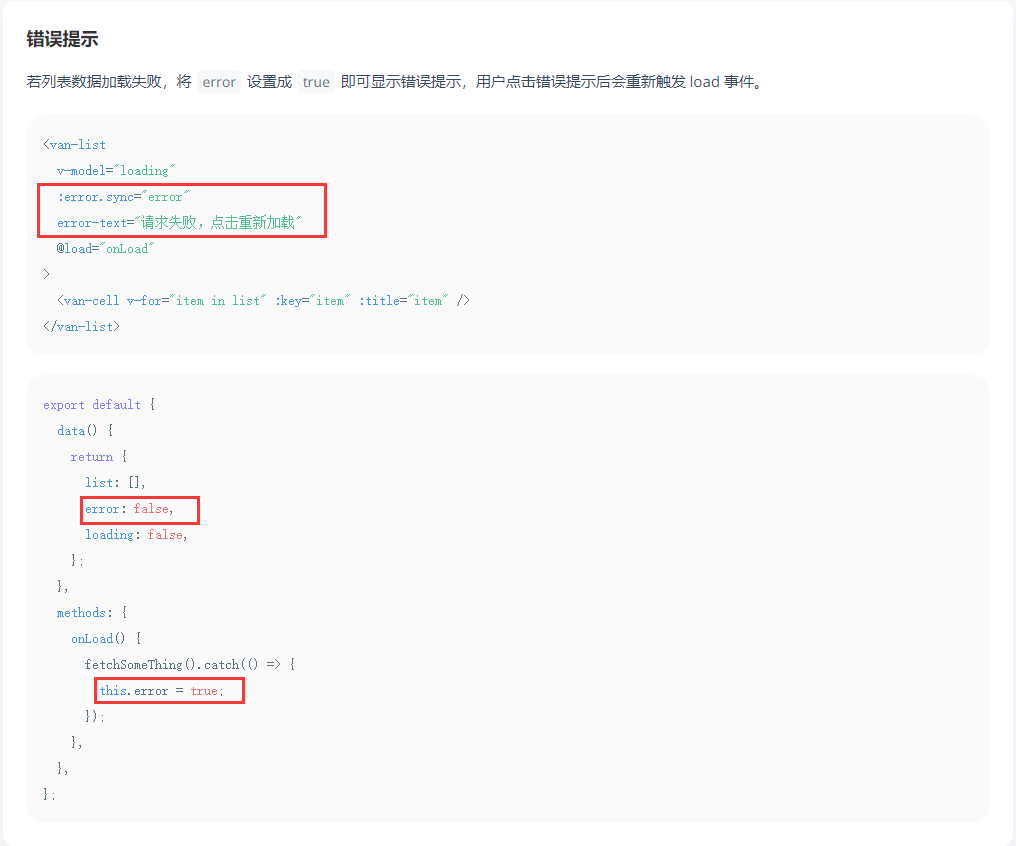 错误提示
若列表数据加载失败，将 error 设置成 true 即可显示错误提示，用户点击错误提示后会重新触发 load 事件。
<van-list
  v-model="loading"
  :error.sync="error"
  error-text="请求失败，点击重新加载"
  @load="onLoad"
>
  <van-cell v-for="item in list" :key="item" :title="item" />
</van-list>
export default {
  data() {
    return {
      list: [],
      error: false,
      loading: false,
    };
  },
  methods: {
    onLoad() {
      fetchSomeThing().catch(() => {
        this.error = true;
      });
    },
  },
};